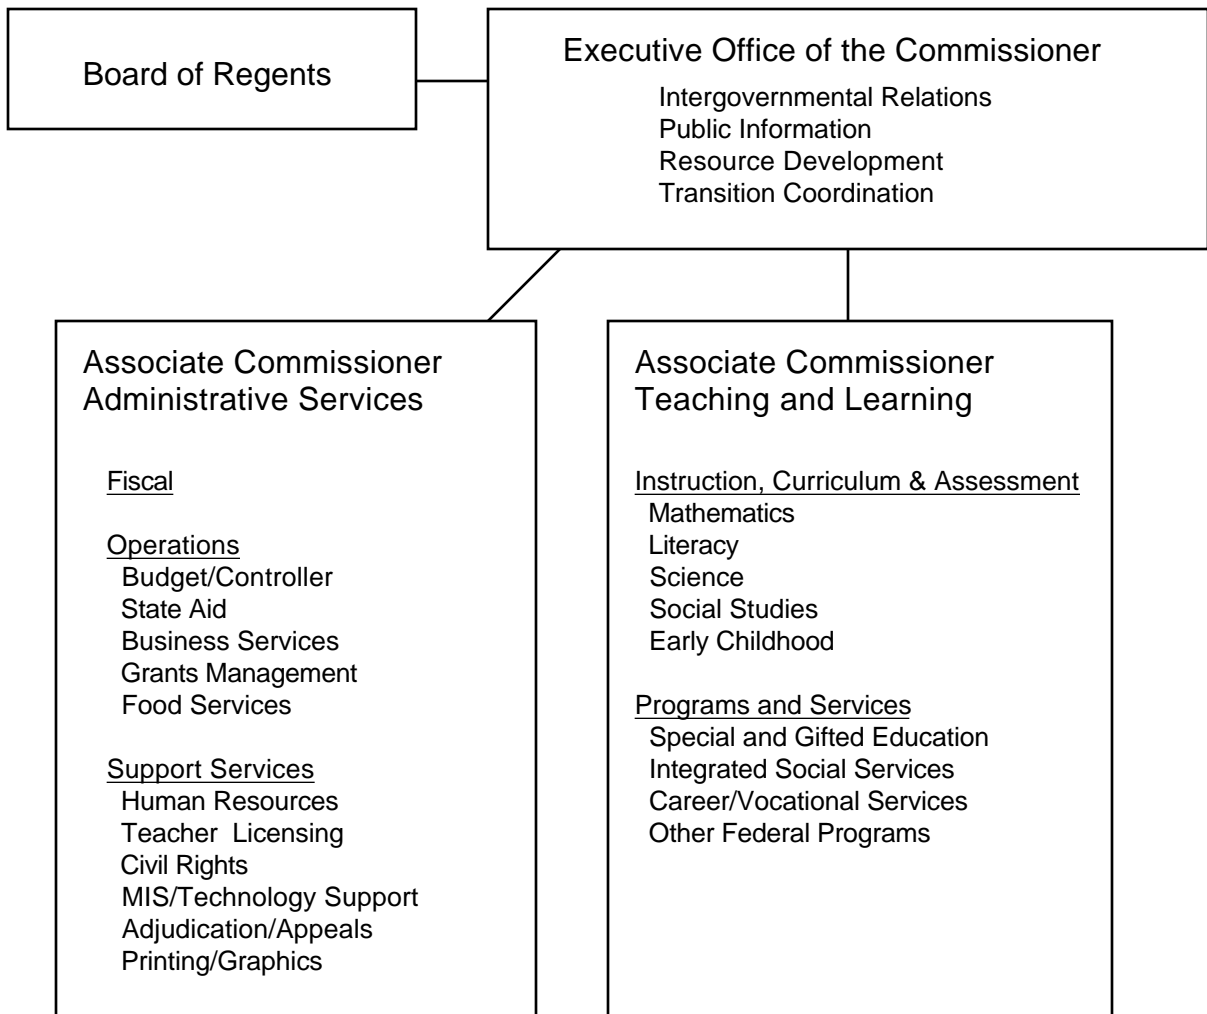 Board of Regents
Executive Office of the Commissioner
Intergovernmental Relations
Public Information
Resource Development
Transition Coordination
Associate Commissioner
Administrative Services
Fiscal
Operations
Budget/Controller
State Aid
Business Services
Grants Management
Food Services
Support Services
Human Resources
Teacher Licensing
Civil Rights
MIS/Technology Support
Adjudication/Appeals
Printing/Graphics
Associate Commissioner
Teaching and Learning
Instruction, Curriculum & Assessment
Mathematics
Literacy
Science
Social Studies
Early Childhood
Programs and Services
Special and Gifted Education
Integrated Social Services
Career/Vocational Services
Other Federal Programs